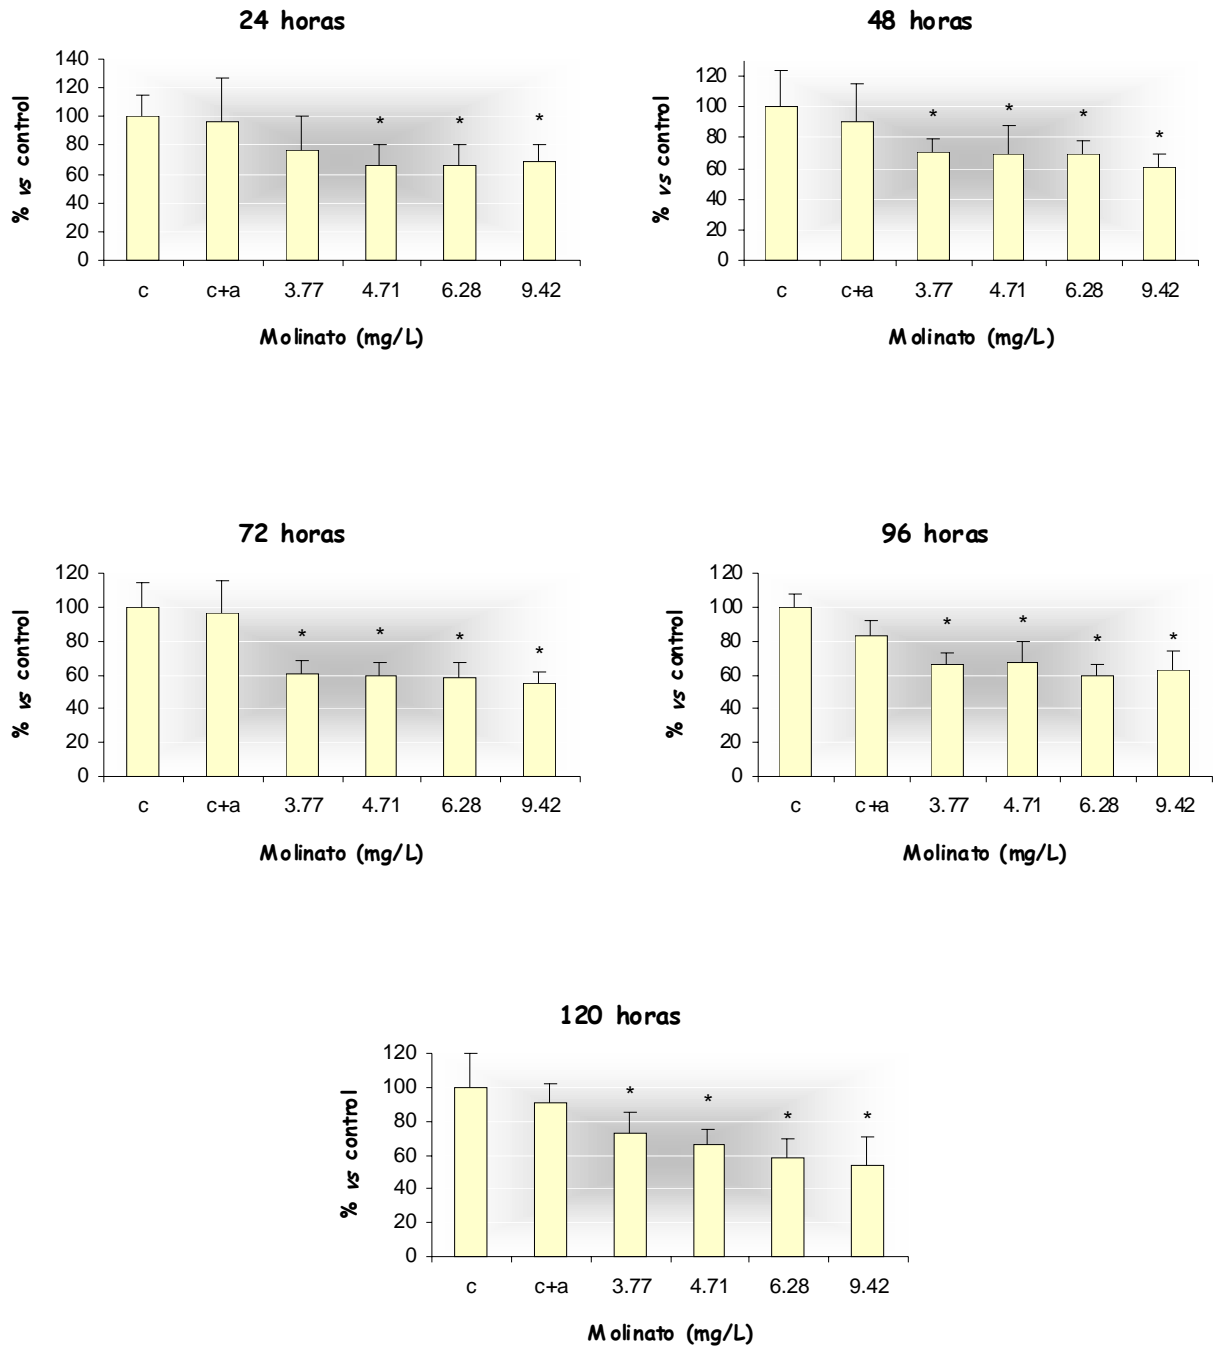 24 horas
140
120
100
80
60
40
20
0
% vs control
* * *
c c+a 3.77 4.71 6.28 9.42
Molinato (mg/L)
48 horas
120
100
80
60
40
20
0
% vs control
* * * *
c c+a 3.77 4.71 6.28 9.42
Molinato (mg/L)
72 horas
120
100
80
60
40
20
0
% vs control
* * * *
c c+a 3.77 4.71 6.28 9.42
Molinato (mg/L)
96 horas
120
100
80
60
40
20
0
% vs control
* * * *
c c+a 3.77 4.71 6.28 9.42
Molinato (mg/L)
120 horas
120
100
80
60
40
20
0
% vs control
* * * *
c c+a 3.77 4.71 6.28 9.42
Molinato (mg/L)